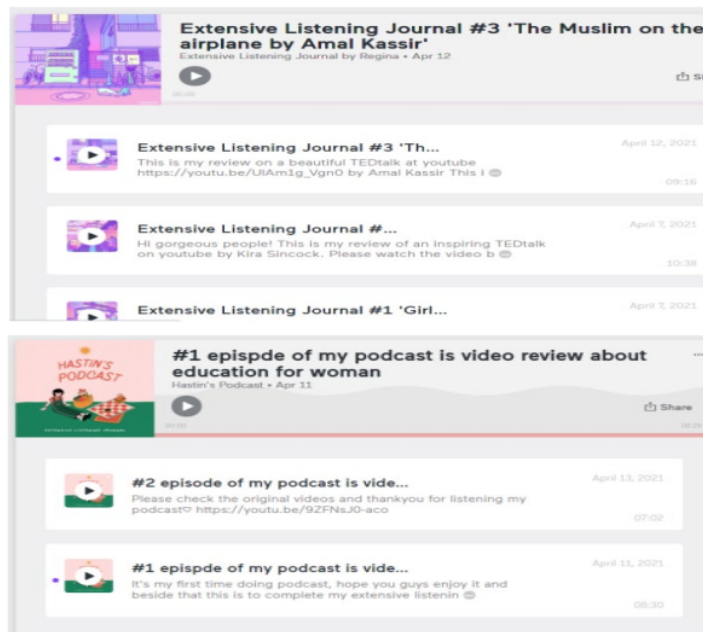 Extensive Listening Journal #3 'The Muslim on the
airplane by Amal Kassir'
Extensive Listening Journal by Regina • Apr 12
00:00
Extensive Listening Journal #3 'Th...
April 12, 2021
This is my review on a beautiful TEDtalk at youtube
https://youtu.be/UIAm1g_Vgn0 by Amal Kassir This i
09:16
Extensive Listening Journal #...
April 7, 2021
Hi gorgeous people! This is my review of an inspiring TEDtalk
on youtube by Kira Sincock. Please watch the video b
10:38
Extensive Listening Journal #1 'Girl...
April 7, 2021
HASTIN'S
PODCAST
#1 epispde of my podcast is video review about
education for woman
Hastin's Podcast • Apr 11
Share
00:00
#2 episode of my podcast is vide...
April 13, 2021
Please check the original videos and thankyou for listening my
podcast♡ https://youtu.be/9ZFNsJ0-aco
07:02
#1 epispde of my podcast is vide...
April 11, 2021
It's my first time doing podcast, hope you guys enjoy it and
beside that this is to complete my extensive listenin
08:30